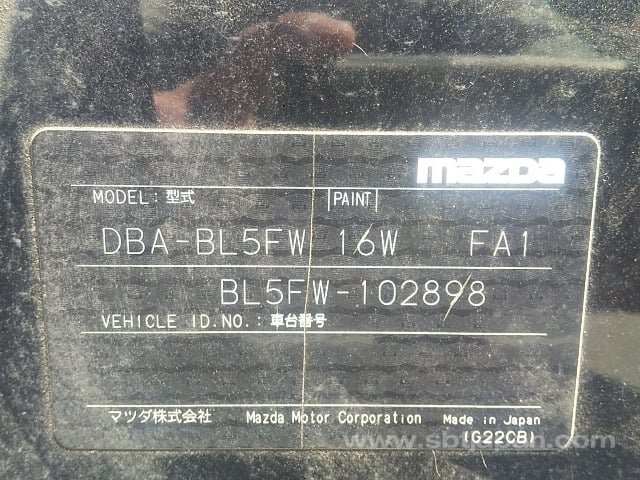 mazda
MODEL: 型式 PAINT
DBA-BL5FW 16W FA1
BL5FW-102898
VEHICLE ID.NO.: 車台番号
マツダ株式会社 Mazda Motor Corporation Made in Japan
(G22CB)